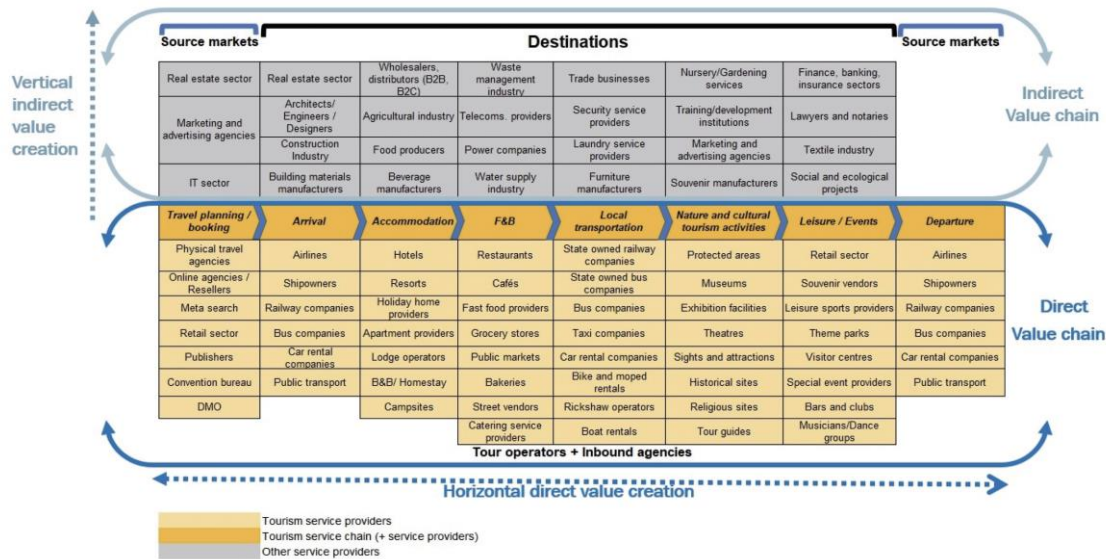 Source markets
Destinations
Source markets
Vertical
indirect
value
creation
Indirect
Value chain
Real estate sector
Real estate sector
Wholesalers,
distributors (B2B,
B2C)
Waste
management
industry
Trade businesses
Nursery/Gardening
services
Finance, banking,
insurance sectors
Marketing and
advertising agencies
Architects/
Engineers /
Designers
Agricultural industry
Telecoms. providers
Security service
providers
Training/development
institutions
Lawyers and notaries
Construction
Industry
Food producers
Power companies
Laundry service
providers
Marketing and
advertising agencies
Textile industry
IT sector
Building materials
manufacturers
Beverage
manufacturers
Water supply
industry
Furniture
manufacturers
Souvenir manufacturers
Social and ecological
projects
Travel planning /
booking
Arrival
Accommodation
F&B
Local
transportation
Nature and cultural
tourism activities
Leisure / Events
Departure
Physical travel
agencies
Airlines
Hotels
Restaurants
State owned railway
companies
Protected areas
Retail sector
Airlines
Online agencies /
Resellers
Shipowners
Resorts
Cafés
State owned bus
companies
Museums
Souvenir vendors
Shipowners
Meta search
Railway companies
Holiday home
providers
Fast food providers
Bus companies
Exhibition facilities
Leisure sports providers
Railway companies
Retail sector
Bus companies
Apartment providers
Grocery stores
Taxi companies
Theatres
Theme parks
Bus companies
Publishers
Car rental
companies
Lodge operators
Public markets
Car rental companies
Sights and attractions
Visitor centres
Car rental companies
Convention bureau
Public transport
B&B/ Homestay
Bakeries
Bike and moped
rentals
Historical sites
Special event providers
Public transport
DMO
Campsites
Street vendors
Rickshaw operators
Religious sites
Bars and clubs
Catering service
providers
Boat rentals
Tour guides
Musicians/Dance
groups
Direct
Value chain
Tour operators + Inbound agencies
Horizontal direct value creation
Tourism service providers
Tourism service chain (+ service providers)
Other service providers